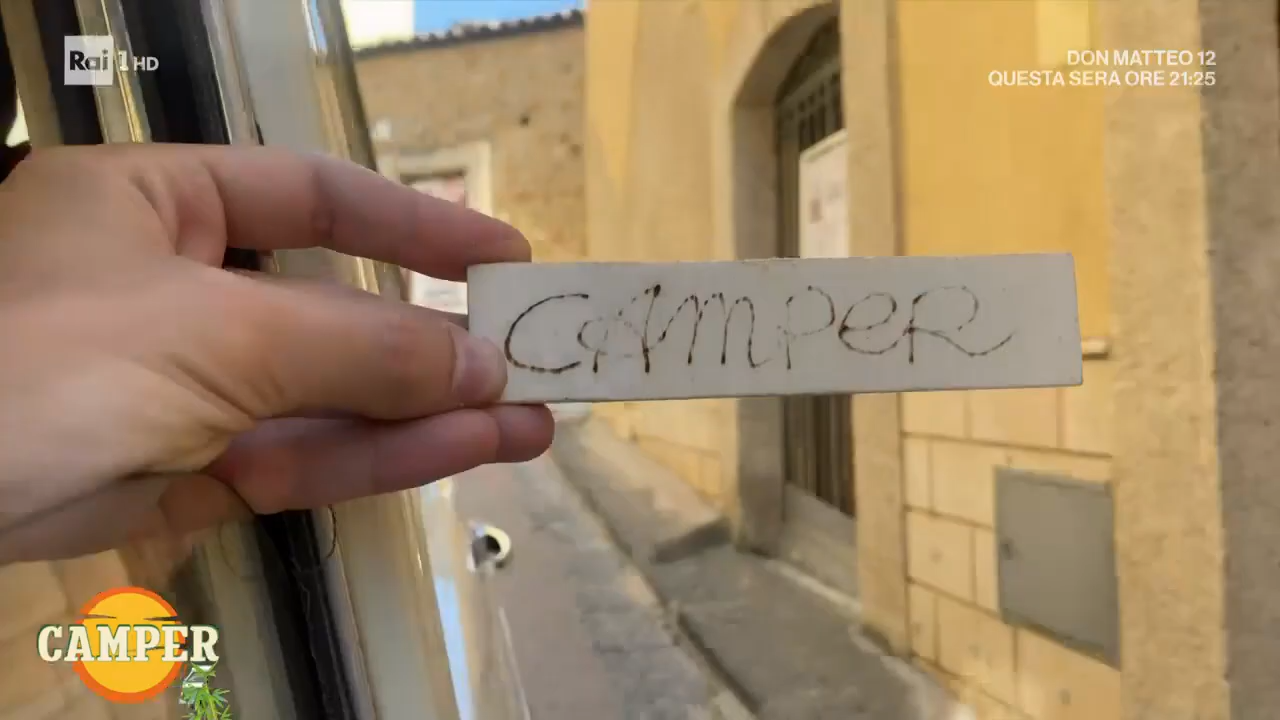 Rai 1 HD
DON MATTEO 12
QUESTA SERA ORE 21:25
CAMPeR
CAMPER